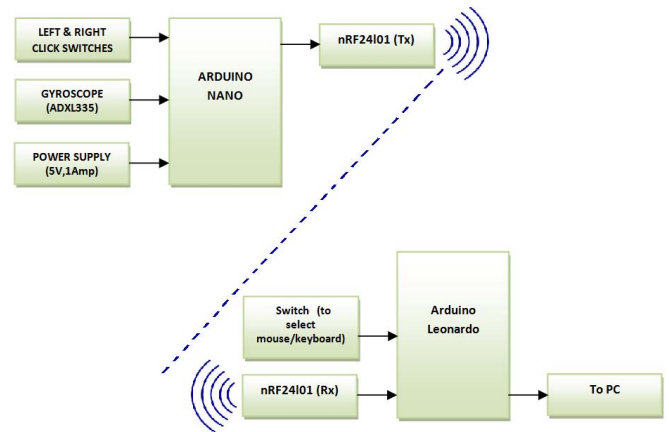 LEFT & RIGHT
CLICK SWITCHES
GYROSCOPE
(ADXL335)
POWER SUPPLY
(5V,1Amp)
ARDUINO
NANO
nRF24l01 (Tx)
Switch (to
select
mouse/keyboard)
nRF24l01 (Rx)
Arduino
Leonardo
To PC